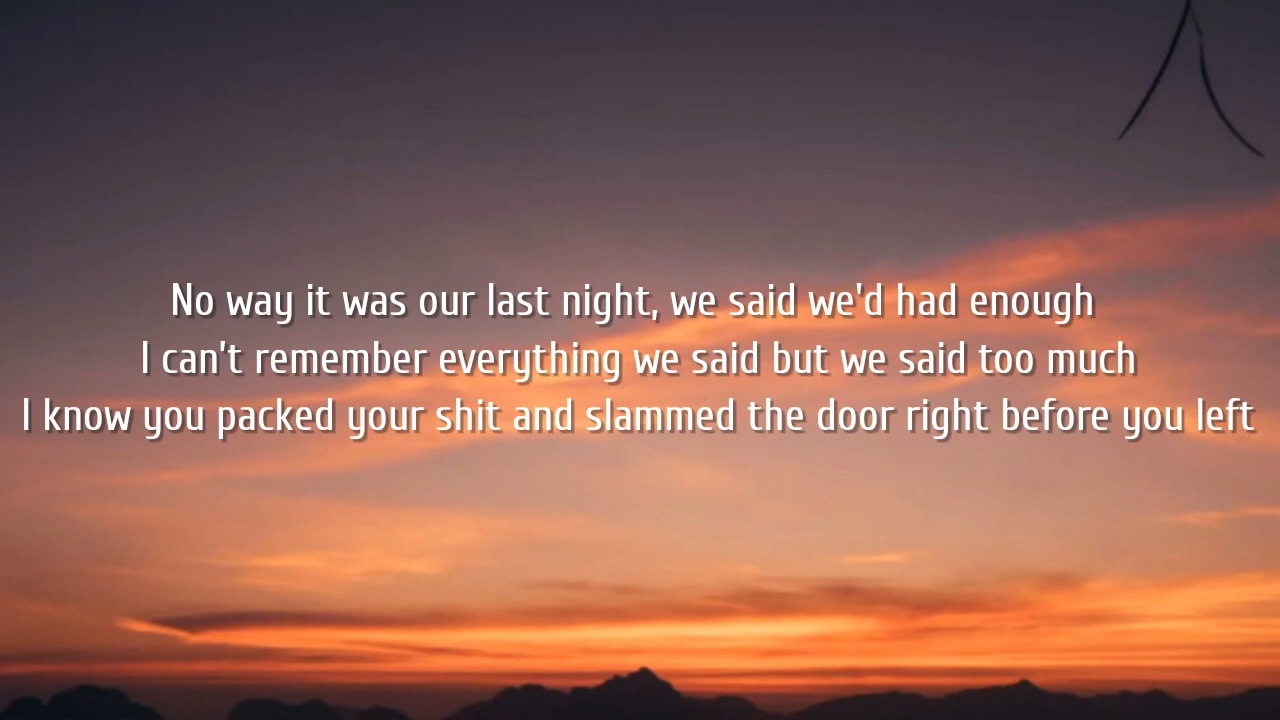 No way it was our last night, we said we'd had enough
I can't remember everything we said but we said too much
I know you packed your shit and slammed the door right before you left